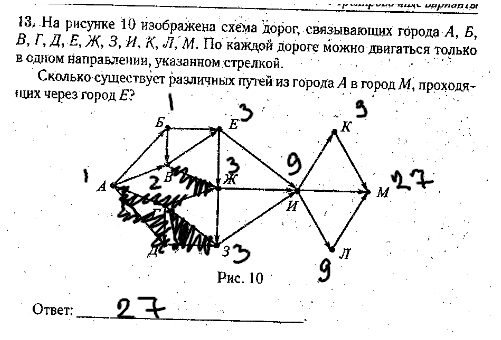 13. На рисунке 10 изображена схема дорог, связывающих города А, Б,
В, Г, Д, Е, Ж, З, И, К, Л, М. По каждой дороге можно двигаться только
в одном направлении, указанном стрелкой.
Сколько существует различных путей из города А в город М, проходя-
щих через город Е?
1 3 9
Б Е К
1 2 В 3 9 27
А Ж И М
Г
Д З 3 9 Л
Рис. 10
Ответ: 27